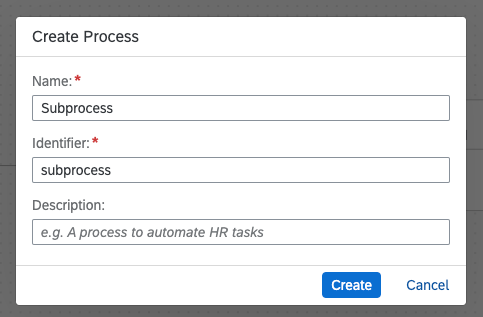 Create Process
Name: *
Subprocess
Identifier: *
subprocess
Description:
e.g. A process to automate HR tasks
Create Cancel